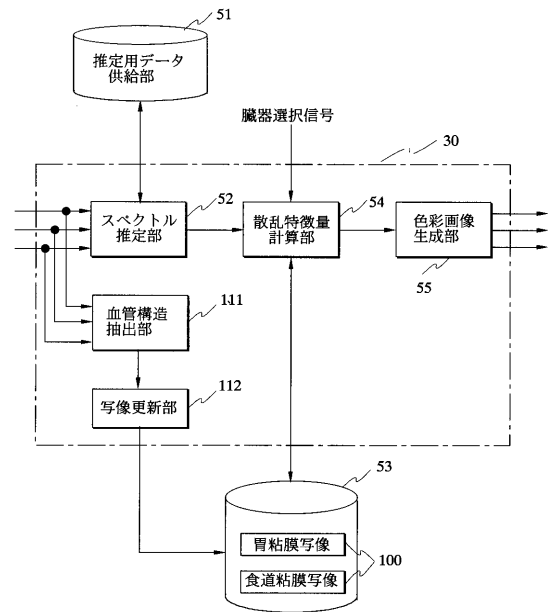 51
推定用データ
供給部
臓器選択信号
30
スペクトル
推定部
52
散乱特徴量
計算部
54
色彩画像
生成部
55
血管構造
抽出部
111
写像更新部
112
53
胃粘膜写像
食道粘膜写像
100